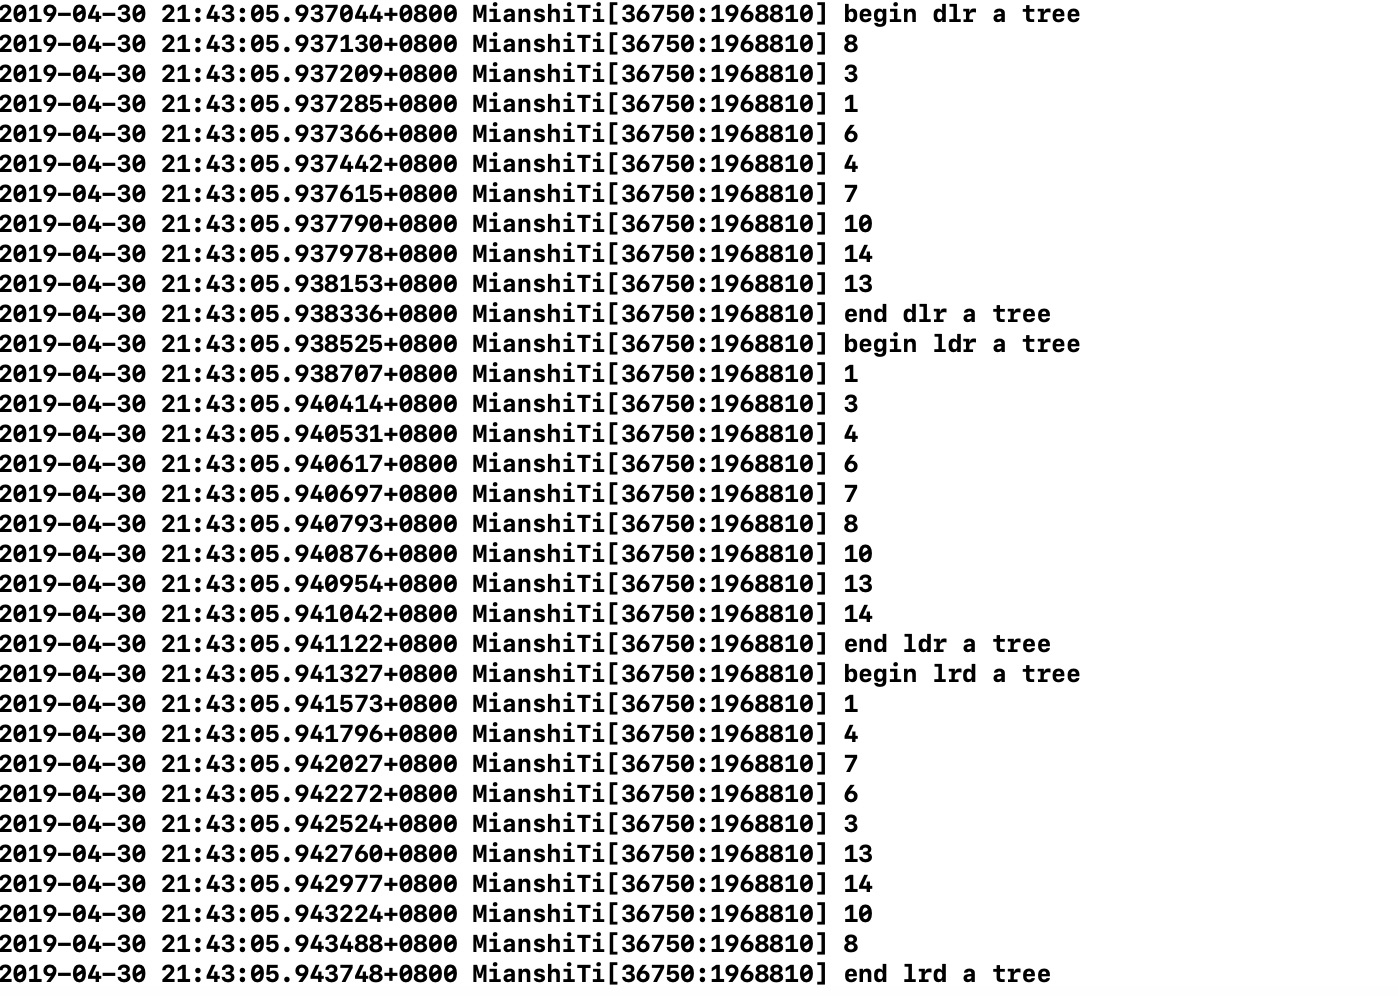 2019-04-30 21:43:05.937044+0800 MianshiTi[36750:1968810] begin dlr a tree
2019-04-30 21:43:05.937130+0800 MianshiTi[36750:1968810] 8
2019-04-30 21:43:05.937209+0800 MianshiTi[36750:1968810] 3
2019-04-30 21:43:05.937285+0800 MianshiTi[36750:1968810] 1
2019-04-30 21:43:05.937366+0800 MianshiTi[36750:1968810] 6
2019-04-30 21:43:05.937442+0800 MianshiTi[36750:1968810] 4
2019-04-30 21:43:05.937615+0800 MianshiTi[36750:1968810] 7
2019-04-30 21:43:05.937790+0800 MianshiTi[36750:1968810] 10
2019-04-30 21:43:05.937978+0800 MianshiTi[36750:1968810] 14
2019-04-30 21:43:05.938153+0800 MianshiTi[36750:1968810] 13
2019-04-30 21:43:05.938336+0800 MianshiTi[36750:1968810] end dlr a tree
2019-04-30 21:43:05.938525+0800 MianshiTi[36750:1968810] begin ldr a tree
2019-04-30 21:43:05.938707+0800 MianshiTi[36750:1968810] 1
2019-04-30 21:43:05.940414+0800 MianshiTi[36750:1968810] 3
2019-04-30 21:43:05.940531+0800 MianshiTi[36750:1968810] 4
2019-04-30 21:43:05.940617+0800 MianshiTi[36750:1968810] 6
2019-04-30 21:43:05.940697+0800 MianshiTi[36750:1968810] 7
2019-04-30 21:43:05.940793+0800 MianshiTi[36750:1968810] 8
2019-04-30 21:43:05.940876+0800 MianshiTi[36750:1968810] 10
2019-04-30 21:43:05.940954+0800 MianshiTi[36750:1968810] 13
2019-04-30 21:43:05.941042+0800 MianshiTi[36750:1968810] 14
2019-04-30 21:43:05.941122+0800 MianshiTi[36750:1968810] end ldr a tree
2019-04-30 21:43:05.941327+0800 MianshiTi[36750:1968810] begin lrd a tree
2019-04-30 21:43:05.941573+0800 MianshiTi[36750:1968810] 1
2019-04-30 21:43:05.941796+0800 MianshiTi[36750:1968810] 4
2019-04-30 21:43:05.942027+0800 MianshiTi[36750:1968810] 7
2019-04-30 21:43:05.942272+0800 MianshiTi[36750:1968810] 6
2019-04-30 21:43:05.942524+0800 MianshiTi[36750:1968810] 3
2019-04-30 21:43:05.942760+0800 MianshiTi[36750:1968810] 13
2019-04-30 21:43:05.942977+0800 MianshiTi[36750:1968810] 14
2019-04-30 21:43:05.943224+0800 MianshiTi[36750:1968810] 10
2019-04-30 21:43:05.943488+0800 MianshiTi[36750:1968810] 8
2019-04-30 21:43:05.943748+0800 MianshiTi[36750:1968810] end lrd a tree